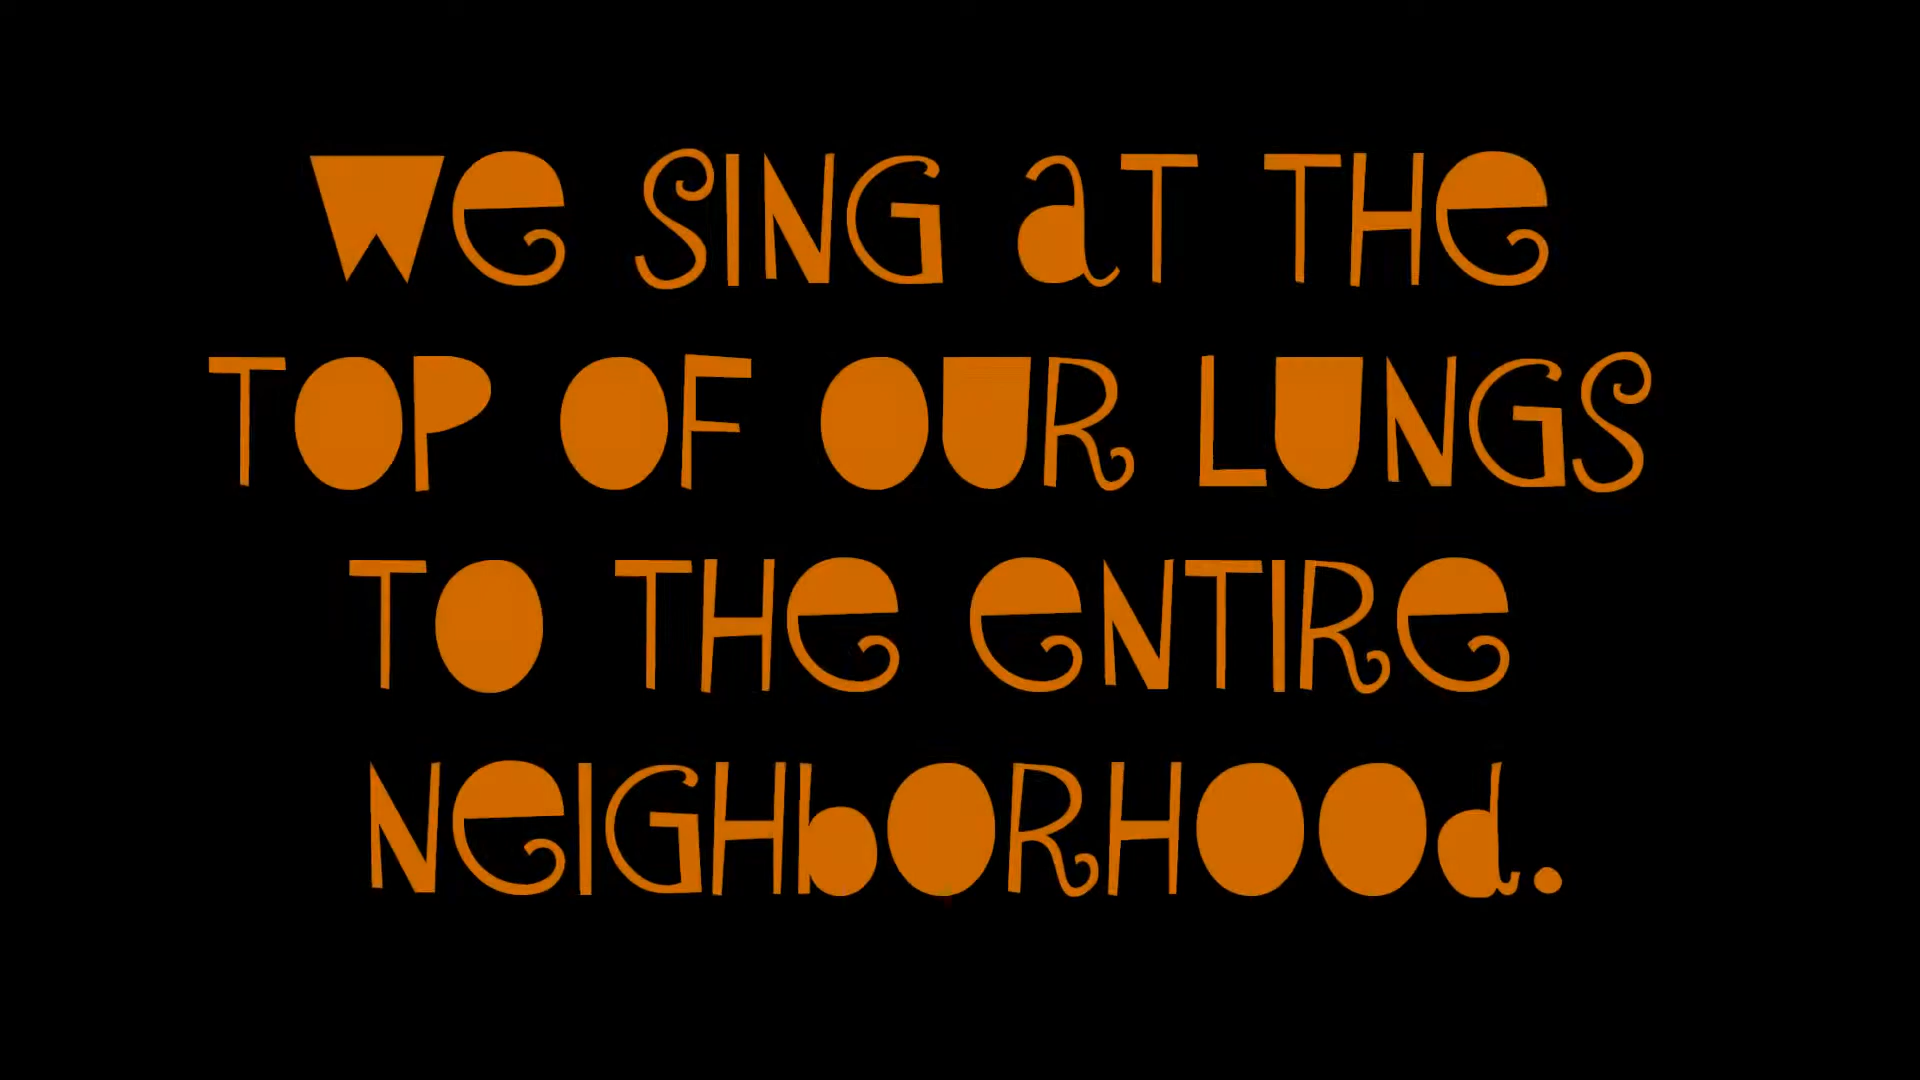 We SING aT THe
TOP OF OUR LUNGS
TO THe eNTIRe
NeIGHbORHOOd.